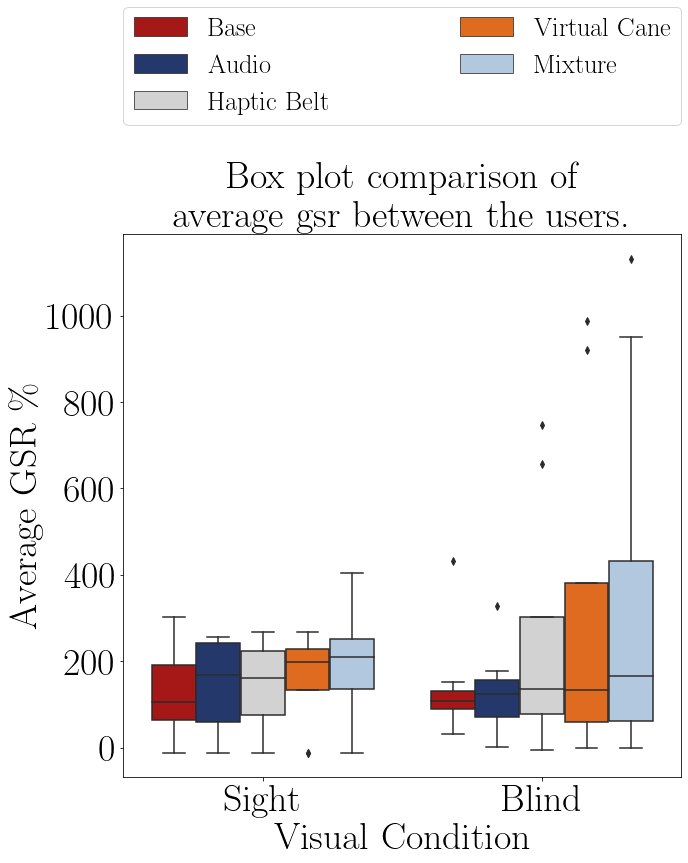 Base
Audio
Haptic Belt
Virtual Cane
Mixture
Box plot comparison of
average gsr between the users.
1000
800
600
400
200
0
Average GSR %
Sight
Blind
Visual Condition